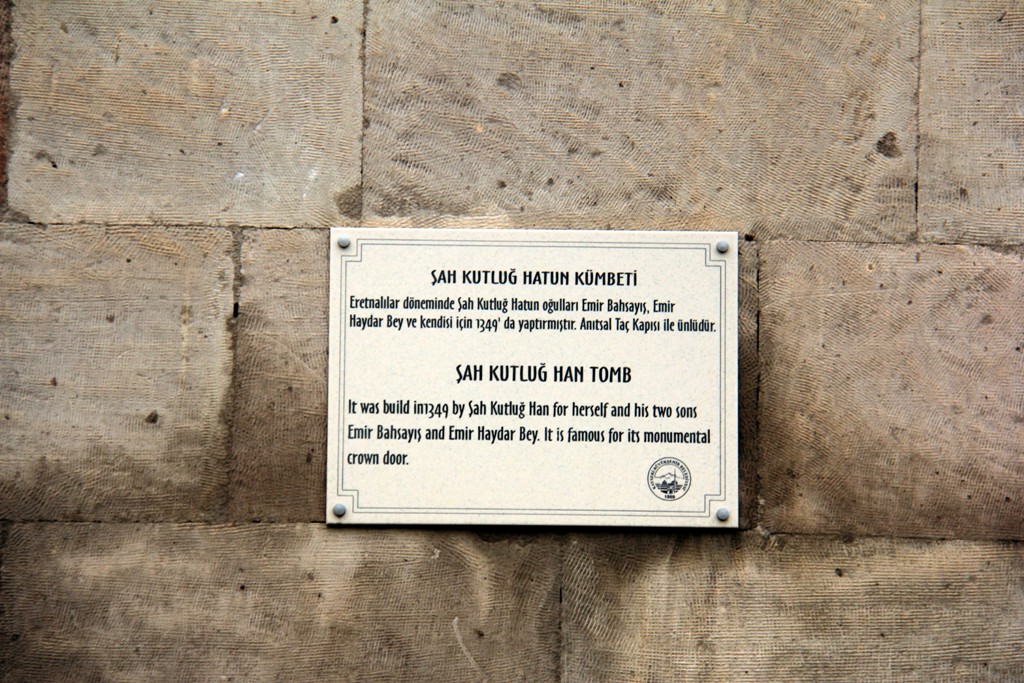 ŞAH KUTLUĞ HATUN KÜMBETİ
Eretnalılar döneminde Şah Kutluğ Hatun oğulları Emir Bahsayış, Emir
Haydar Bey ve kendisi için 1349' da yaptırmıştır. Anıtsal Taç Kapısı ile ünlüdür.
ŞAH KUTLUĞ HAN TOMB
It was build in1349 by Şah Kutluğ Han for herself and his two sons
Emir Bahsayış and Emir Haydar Bey. It is famous for its monumental
crown door.